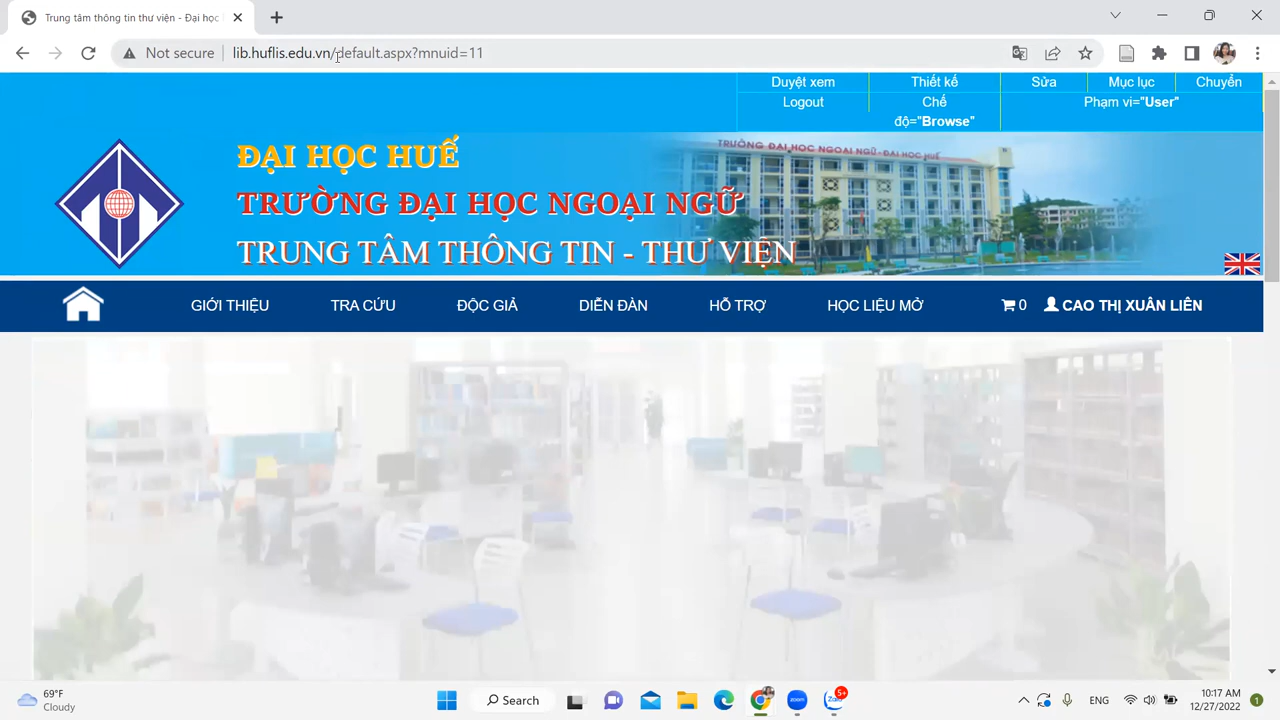 Trung tâm thông tin thư viện - Đại học
Not secure
lib.huflis.edu.vn/default.aspx?mnuid=11
Duyệt xem
Thiết kế
Sửa
Mục lục
Chuyển
Logout
Chế
độ="Browse"
Phạm vi="User"
ĐẠI HỌC HUẾ
TRƯỜNG ĐẠI HỌC NGOẠI NGỮ
TRUNG TÂM THÔNG TIN - THƯ VIỆN
TRƯỜNG ĐẠI HỌC NGOẠI NGỮ - ĐẠI HỌC HUẾ
GIỚI THIỆU
TRA CỨU
ĐỘC GIẢ
DIỄN ĐÀN
HỖ TRỢ
HỌC LIỆU MỞ
0
CAO THỊ XUÂN LIÊN
69°F
Cloudy
Search
zoom
Zalo
5+
ENG
10:17 AM
12/27/2022
1